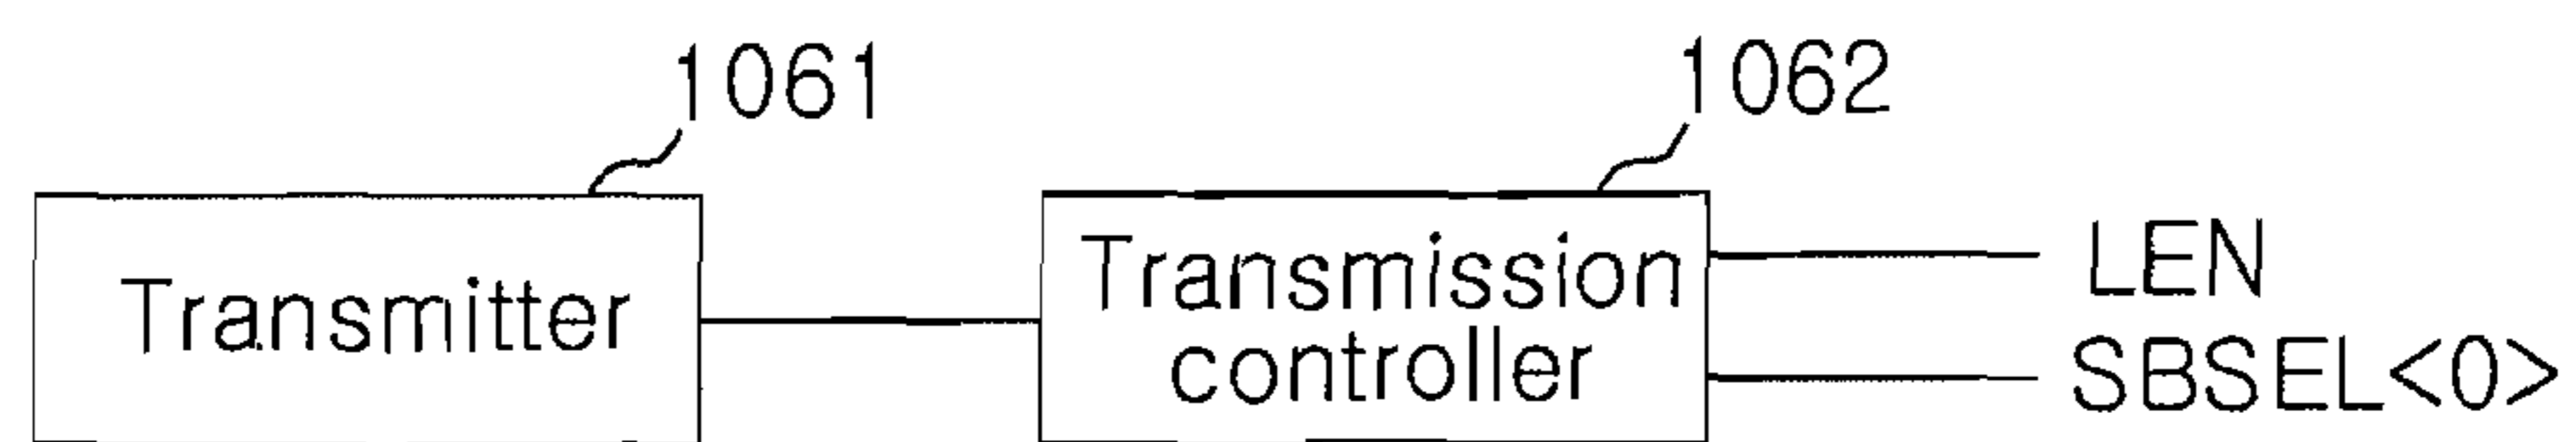 1061
1062
Transmitter
Transmission
controller
LEN
SBSEL<0>